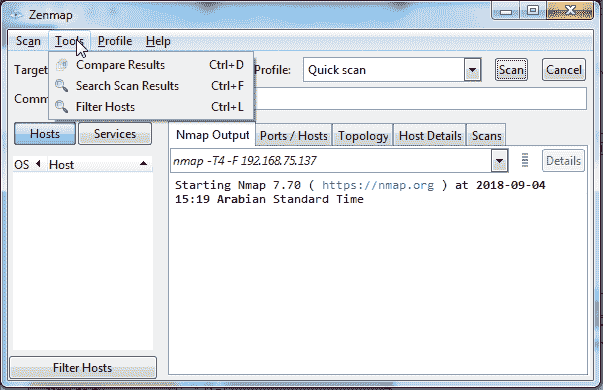 Zenmap
Scan Tools Profile Help
Target
Compare Results Ctrl+D
Search Scan Results Ctrl+F
Filter Hosts Ctrl+L
Profile: Quick scan Scan Cancel
Comm
Hosts Services
OS Host
Nmap Output Ports / Hosts Topology Host Details Scans
nmap -T4 -F 192.168.75.137 Details
Starting Nmap 7.70 ( https://nmap.org ) at 2018-09-04
15:19 Arabian Standard Time
Filter Hosts